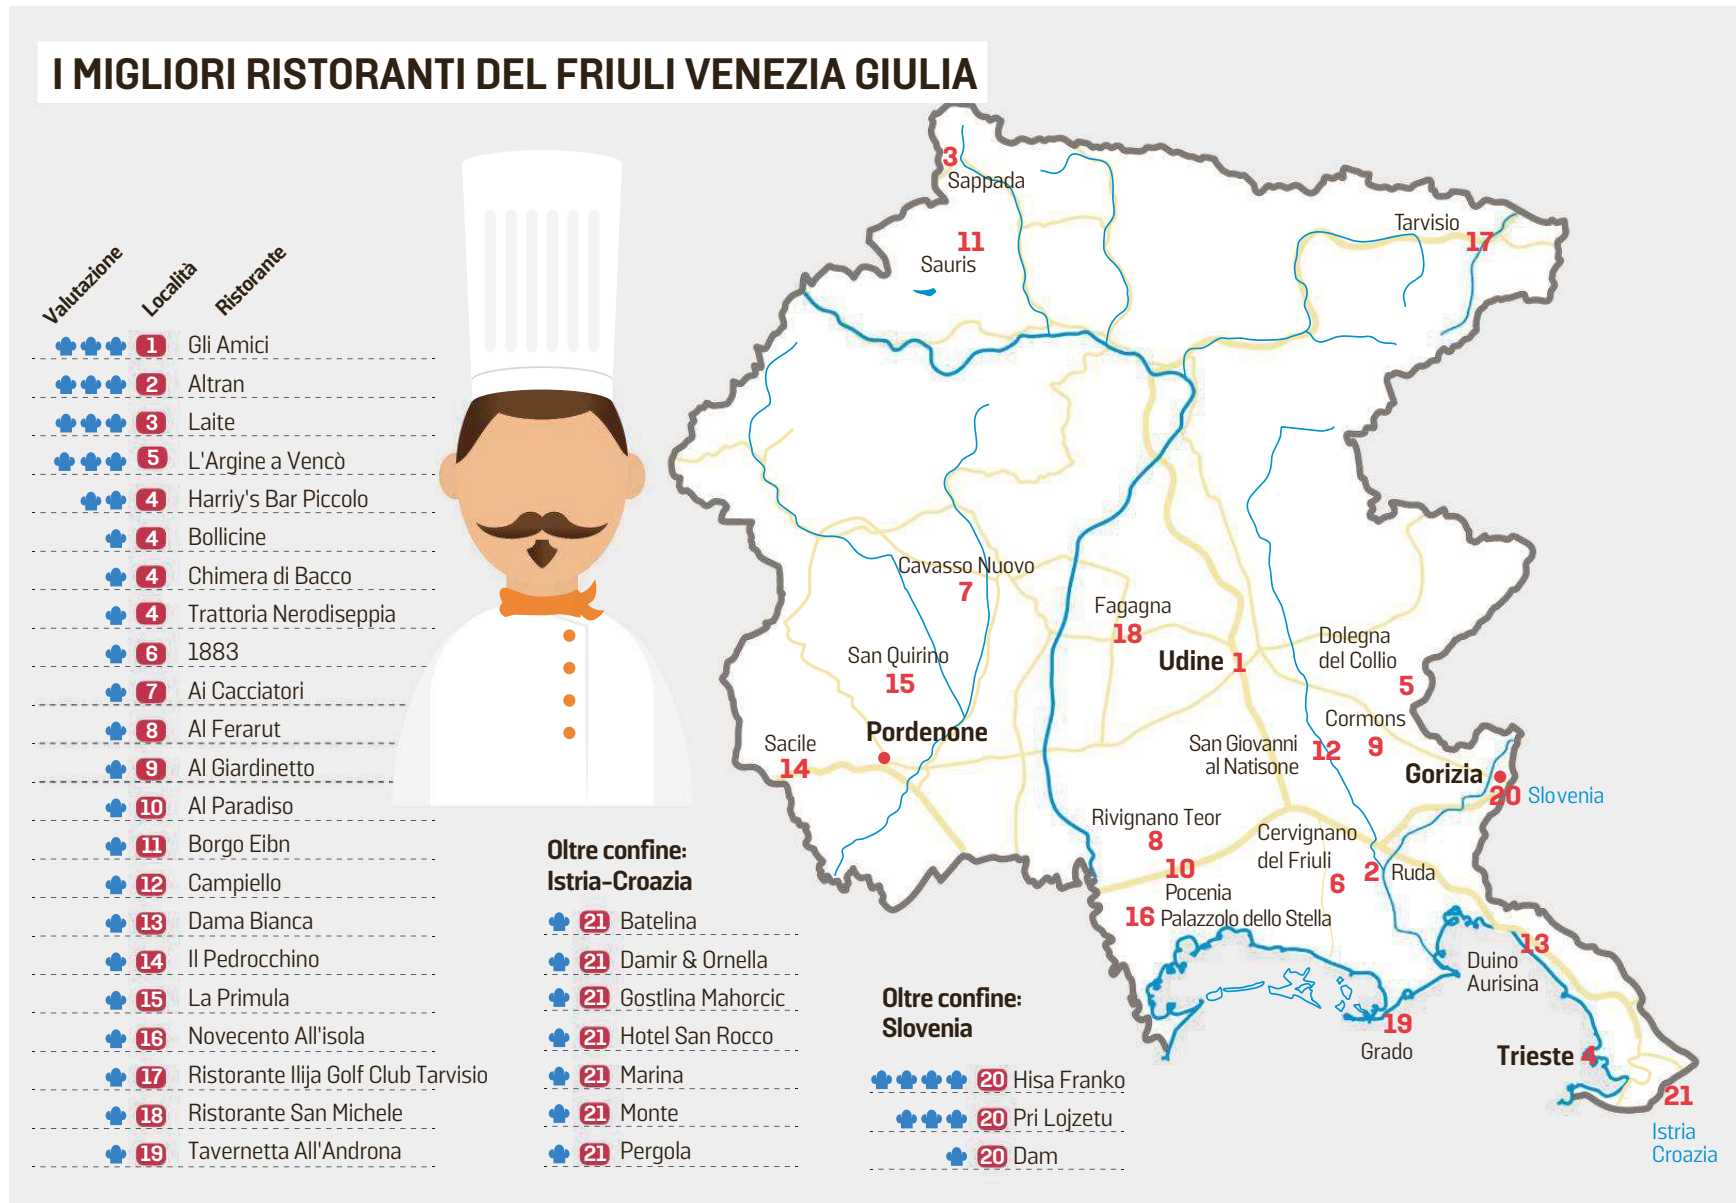 I MIGLIORI RISTORANTI DEL FRIULI VENEZIA GIULIA
Valutazione
Località
Ristorante
1 Gli Amici
2 Altran
3 Laite
5 L'Argine a Vencò
4 Harriy's Bar Piccolo
4 Bollicine
4 Chimera di Bacco
4 Trattoria Nerodiseppia
6 1883
7 Ai Cacciatori
8 Al Ferarut
9 Al Giardinetto
10 Al Paradiso
11 Borgo Eibn
12 Campiello
13 Dama Bianca
14 Il Pedrocchino
15 La Primula
16 Novecento All'isola
17 Ristorante Ilija Golf Club Tarvisio
18 Ristorante San Michele
19 Tavernetta All'Androna
Oltre confine:
Istria-Croazia
21 Batelina
21 Damir & Ornella
21 Gostlina Mahorcic
21 Hotel San Rocco
21 Marina
21 Monte
21 Pergola
Oltre confine:
Slovenia
20 Hisa Franko
20 Pri Lojzetu
20 Dam
3
Sappada
11
Sauris
Tarvisio
17
Cavasso Nuovo
7
Fagagna
18
Udine 1
Dolegna
del Collio
5
San Quirino
15
Pordenone
Sacile
14
Cormons
9
San Giovanni
al Natisone
12
Gorizia
20 Slovenia
Rivignano Teor
8
10
Pocenia
16 Palazzolo dello Stella
Cervignano
del Friuli
6
2 Ruda
13
Duino
Aurisina
19
Grado
Trieste 4
21
Istria
Croazia